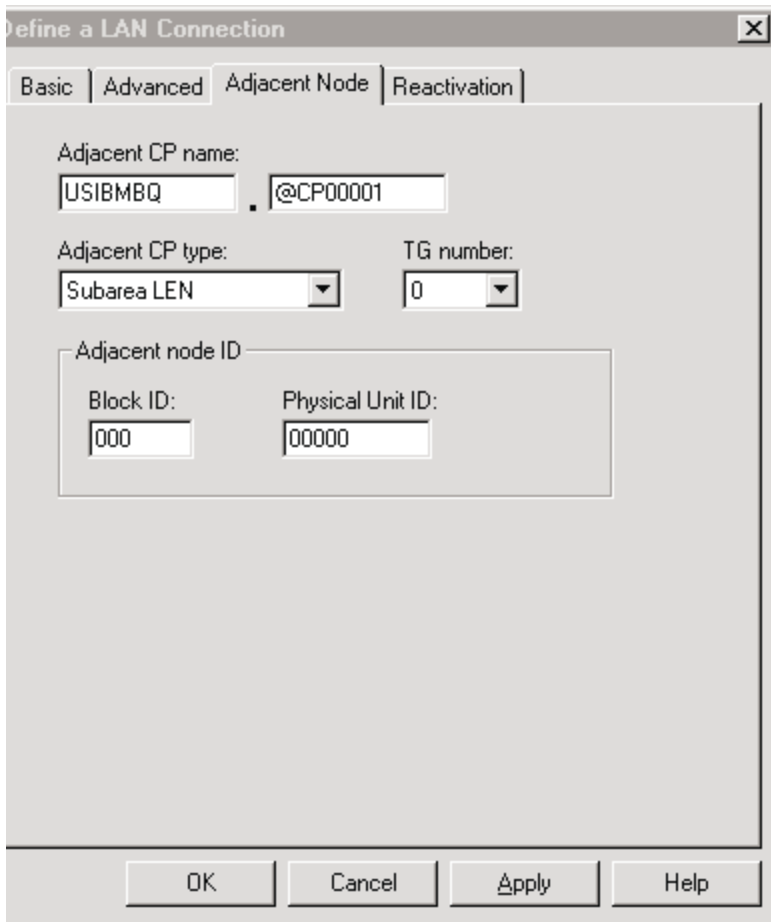 Define a LAN Connection
Basic Advanced Adjacent Node Reactivation
Adjacent CP name:
USIBMBQ . @CP00001
Adjacent CP type: TG number:
Subarea LEN 0
Adjacent node ID
Block ID: Physical Unit ID:
000 00000
OK Cancel Apply Help